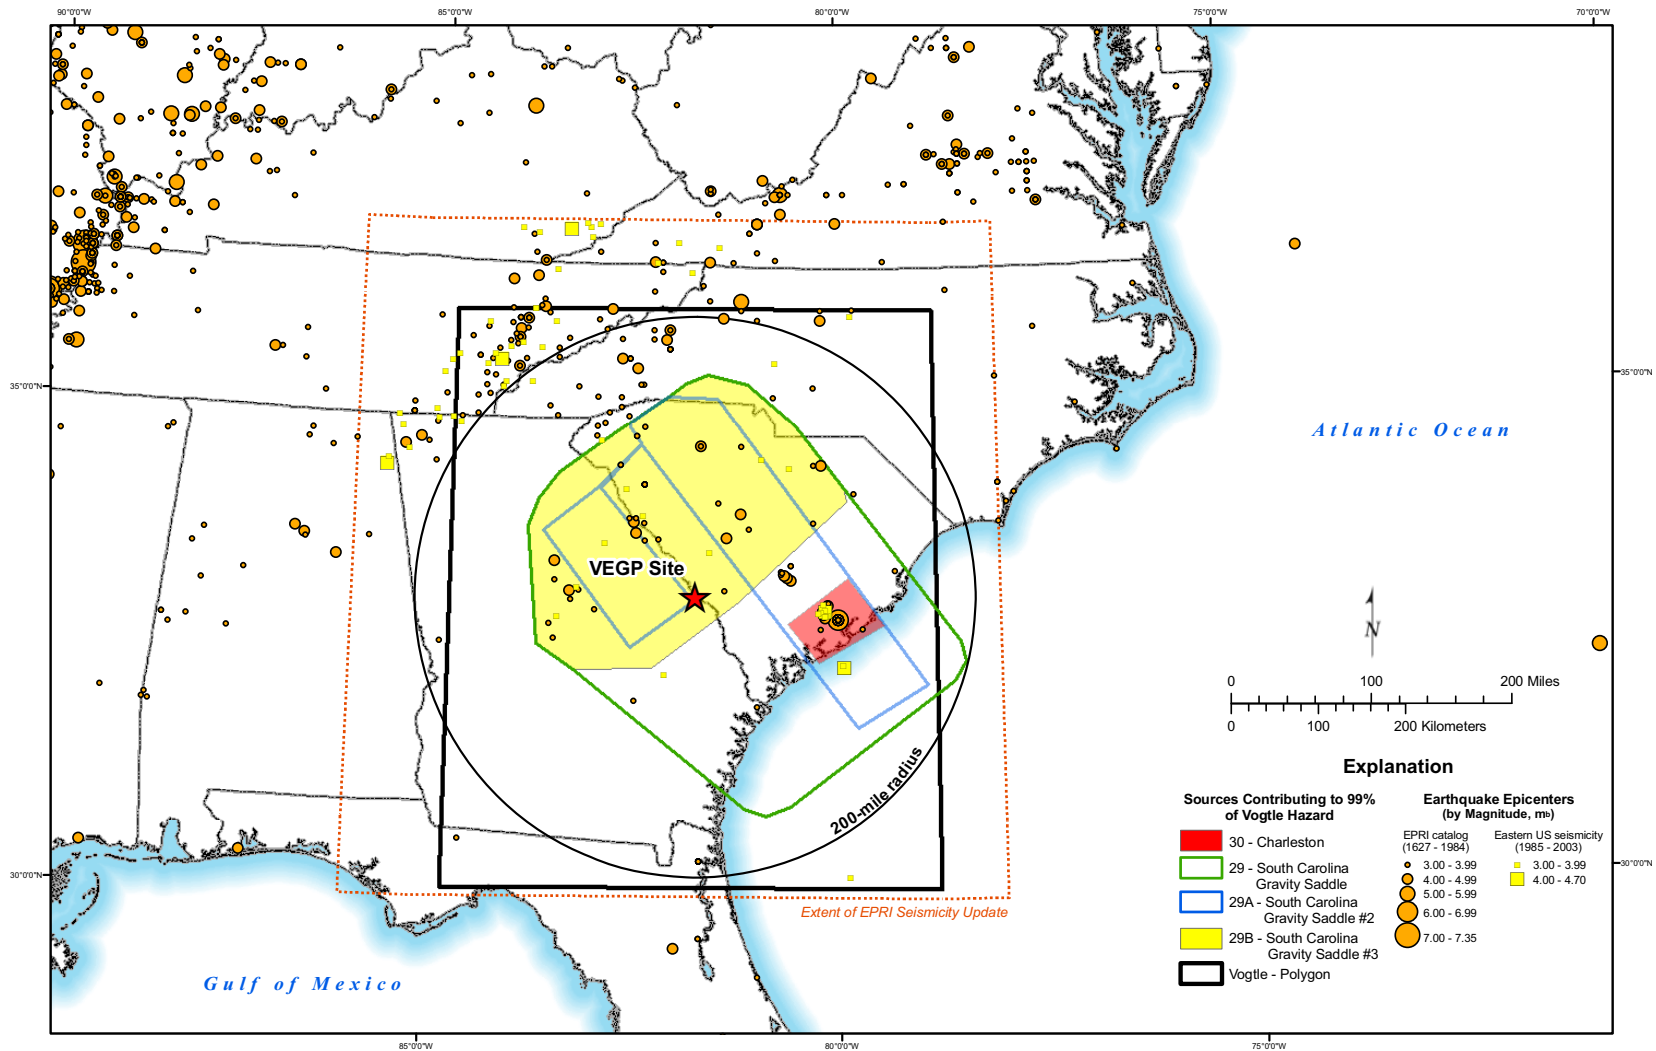 90°0'0"W
85°0'0"W
80°0'0"W
75°0'0"W
70°0'0"W
35°0'0"N
35°0'0"N
Atlantic Ocean
VEGP Site
N
0 100 200 Miles
0 100 200 Kilometers
200-mile radius
Explanation
Sources Contributing to 99%
of Vogtle Hazard
30 - Charleston
29 - South Carolina
Gravity Saddle
29A - South Carolina
Gravity Saddle #2
29B - South Carolina
Gravity Saddle #3
Vogtle - Polygon
Earthquake Epicenters
(by Magnitude, mb)
EPRI catalog
(1627 - 1984)
3.00 - 3.99
4.00 - 4.99
5.00 - 5.99
6.00 - 6.99
7.00 - 7.35
Eastern US seismicity
(1985 - 2003)
3.00 - 3.99
4.00 - 4.70
30°0'0"N
30°0'0"N
Extent of EPRI Seismicity Update
Gulf of Mexico
85°0'0"W
80°0'0"W
75°0'0"W